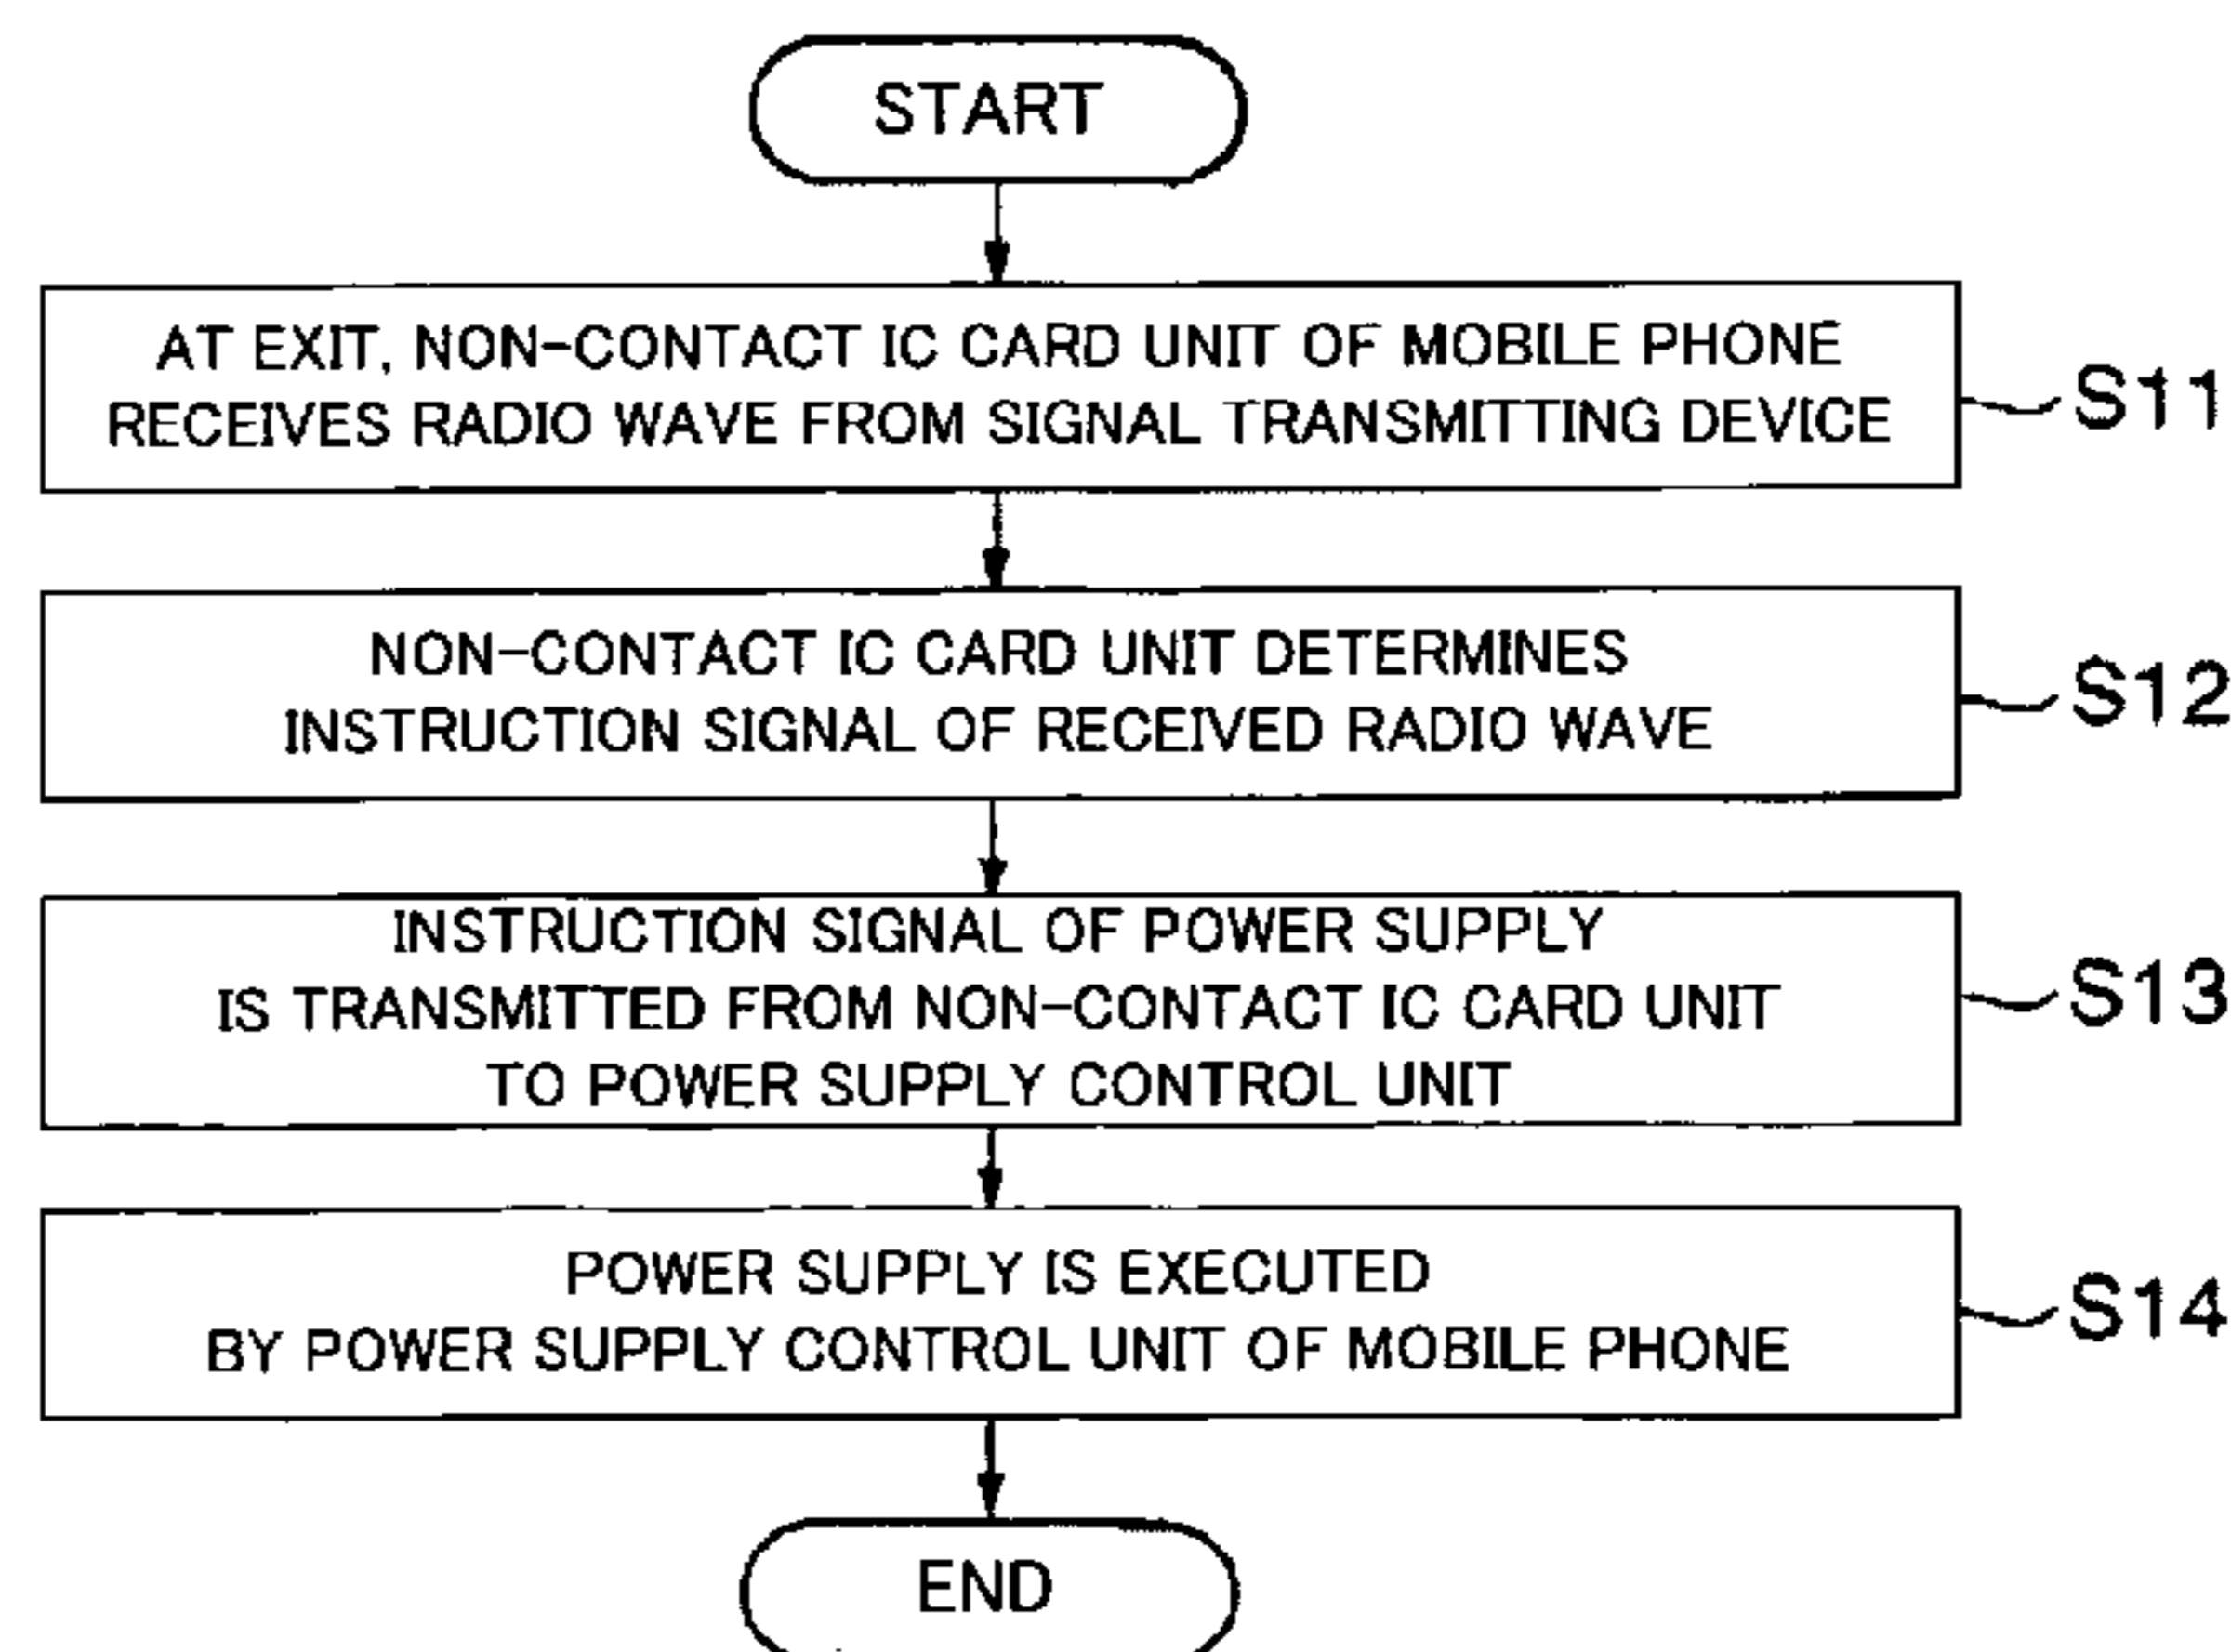 START
AT EXIT, NON-CONTACT IC CARD UNIT OF MOBILE PHONE
RECEIVES RADIO WAVE FROM SIGNAL TRANSMITTING DEVICE
S11
NON-CONTACT IC CARD UNIT DETERMINES
INSTRUCTION SIGNAL OF RECEIVED RADIO WAVE
S12
INSTRUCTION SIGNAL OF POWER SUPPLY
IS TRANSMITTED FROM NON-CONTACT IC CARD UNIT
TO POWER SUPPLY CONTROL UNIT
S13
POWER SUPPLY IS EXECUTED
BY POWER SUPPLY CONTROL UNIT OF MOBILE PHONE
S14
END